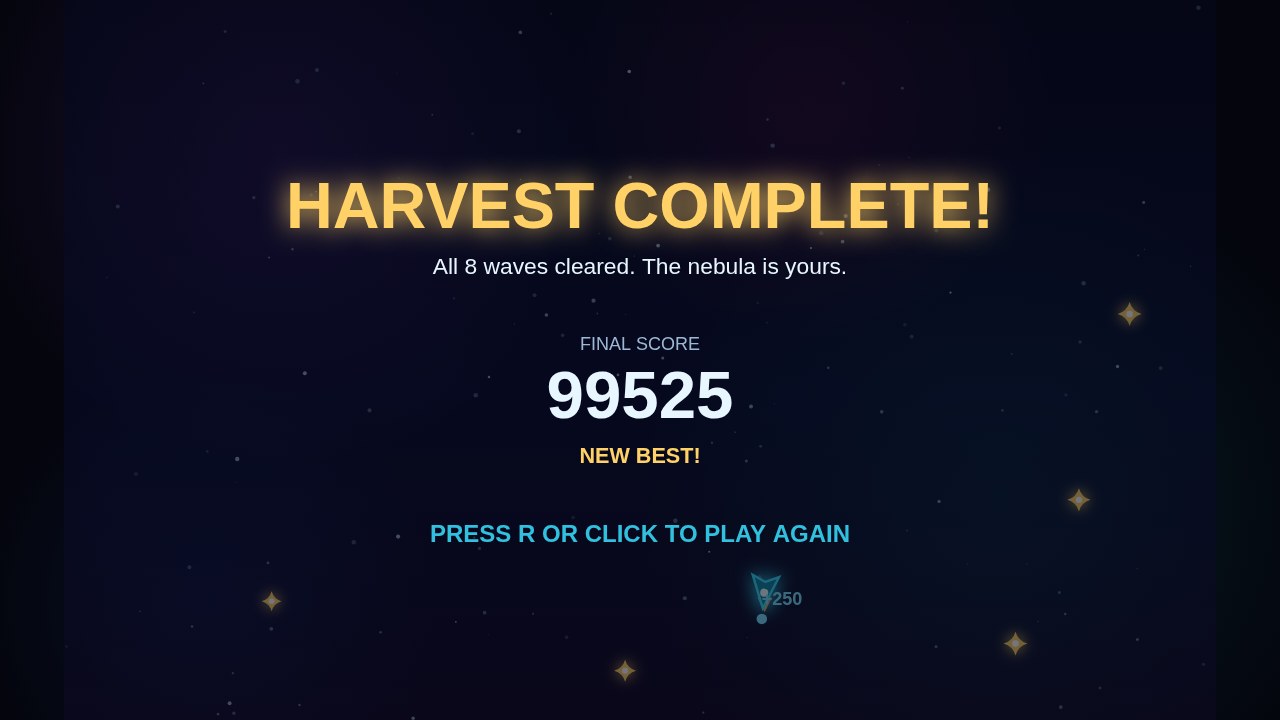 HARVEST COMPLETE!
All 8 waves cleared. The nebula is yours.
FINAL SCORE
99525
NEW BEST!
PRESS R OR CLICK TO PLAY AGAIN
+250